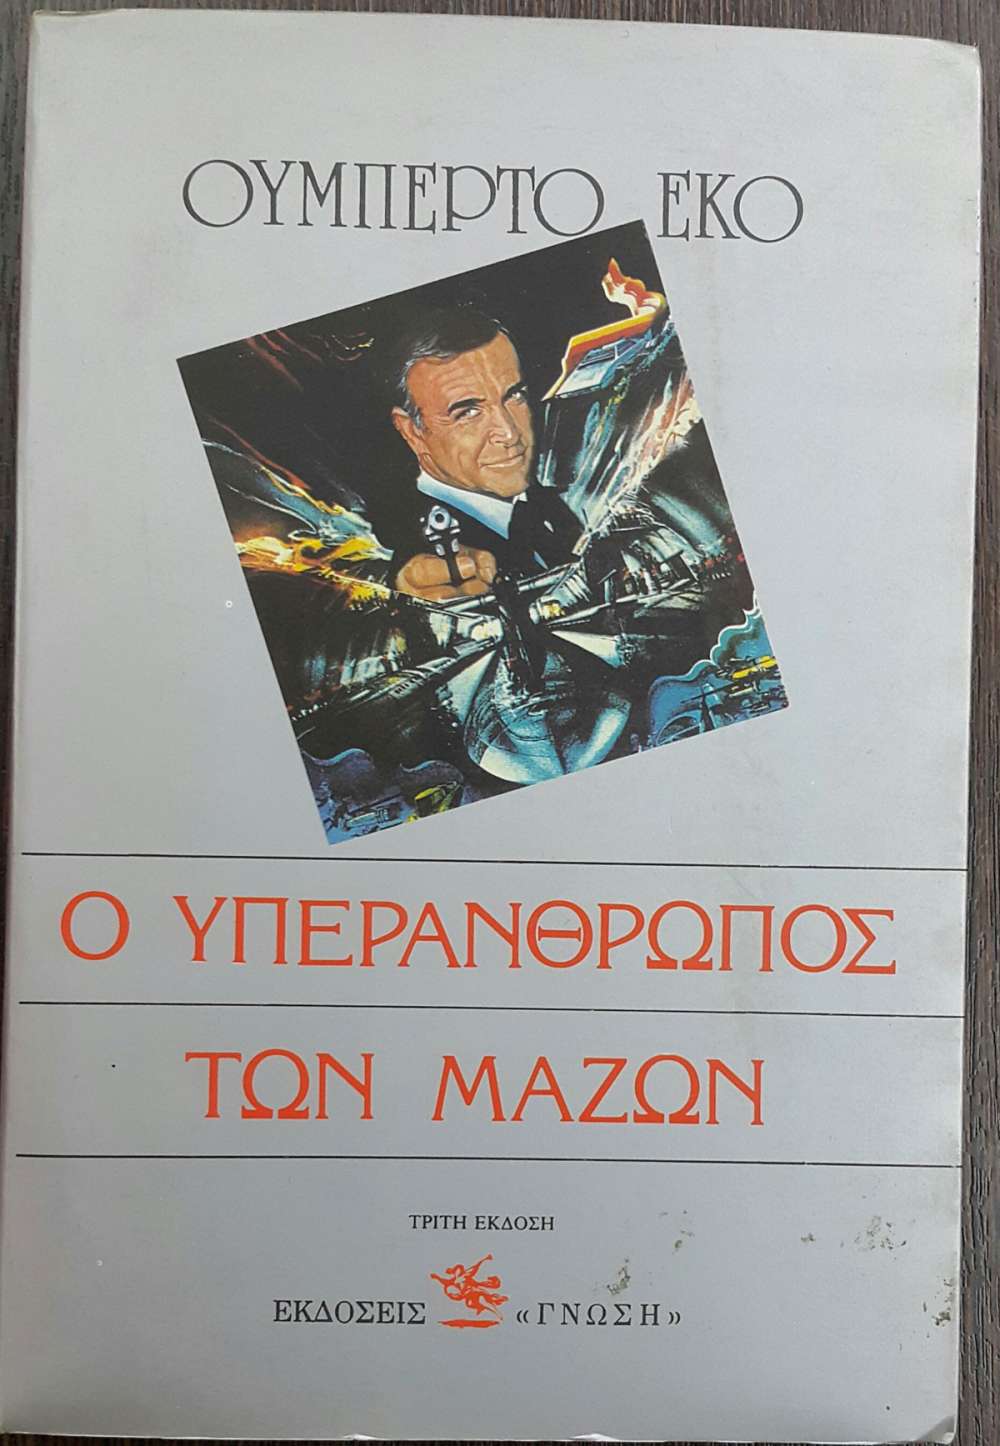 ΟΥΜΠΕΡΤΟ ΕΚΟ
Ο ΥΠΕΡΑΝΘΡΩΠΟΣ
ΤΩΝ ΜΑΖΩΝ
ΤΡΙΤΗ ΕΚΔΟΣΗ
ΕΚΔΟΣΕΙΣ «ΓΝΩΣΗ»